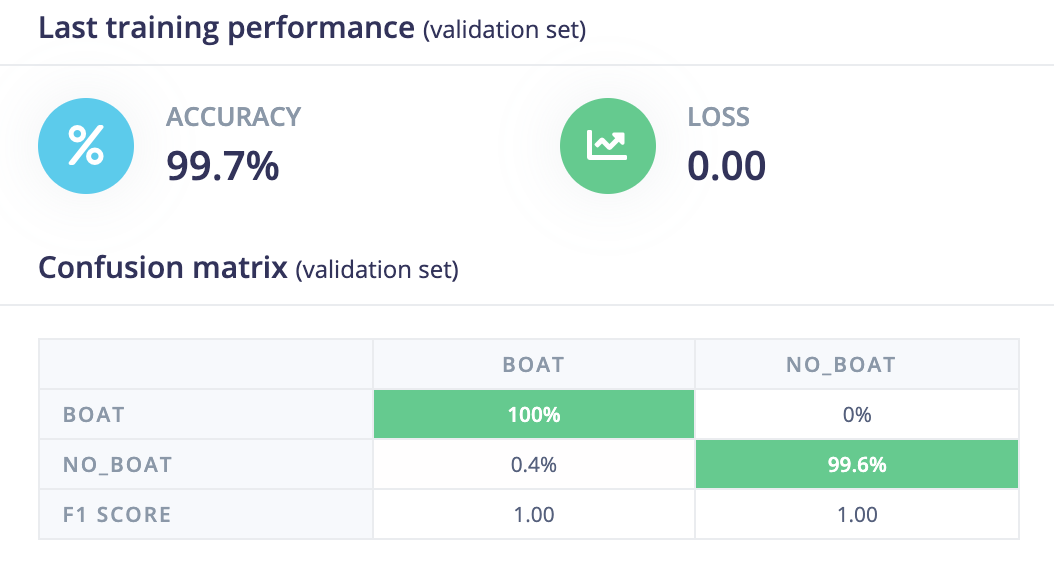 Last training performance (validation set)
% ACCURACY LOSS
99.7% 0.00
Confusion matrix (validation set)
BOAT NO_BOAT
BOAT 100% 0%
NO_BOAT 0.4% 99.6%
F1 SCORE 1.00 1.00